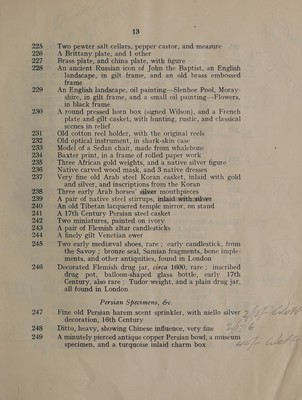 13
225 Two pewter salt cellars, pepper castor, and measure
226 A Brittany plate, and 1 other
227 Brass plate, and china plate, with figure
228 An ancient Russian icon of John the Baptist, an English
landscape, in gilt frame, and an old brass embossed
frame
229 An English landscape, oil painting—Slenhee Pool, Moray-
shire, in gilt frame, and a small oil painting—Flowers,
in black frame
230 A round pressed horn box (signed Wilson), and a French
plate and gilt casket, with hunting, rustic, and classical
scenes in relief
231 Old cotton reel holder, with the original reels
232 Old optical instrument, in shark-skin case
233 Model of a Sedan chair, made from whalebone
234 Baxter print, in a frame of rolled paper work
235 Three African gold weights, and a native silver figure
236 Native carved wood mask, and 3 native dresses
237 Very fine old Arab steel Koran casket, inlaid with gold
and silver, and inscriptions from the Koran
238 Three early Arab horses' silver mouthpieces
239 A pair of native steel stirrups, inlaid with silver
240 An old Tibetan lacquered temple mirror, on stand
241 A 17th Century Persian steel casket
242 Two miniatures, painted on ivory
243 A pair of Flemish altar candlesticks
244 A finely gilt Venetian ewer
245 Two early mediæval shoes, rare ; early candlestick, from
the Savoy ; bronze seal, Samian fragments, bone imple-
ments, and other antiquities, found in London
246 Decorated Flemish drug jar, circa 1600, rare ; inscribed
drug pot, balloon-shaped glass bottle, early 17th
Century, also rare ; Tudor weight, and a plain drug jar,
all found in London
Persian Specimens, &c.
247 Fine old Persian harem scent sprinkler, with niello silver
decoration, 16th Century
248 Ditto, heavy, showing Chinese influence, very fine
249 A minutely pierced antique copper Persian bowl, a museum
specimen, and a turquoise inlaid charm box